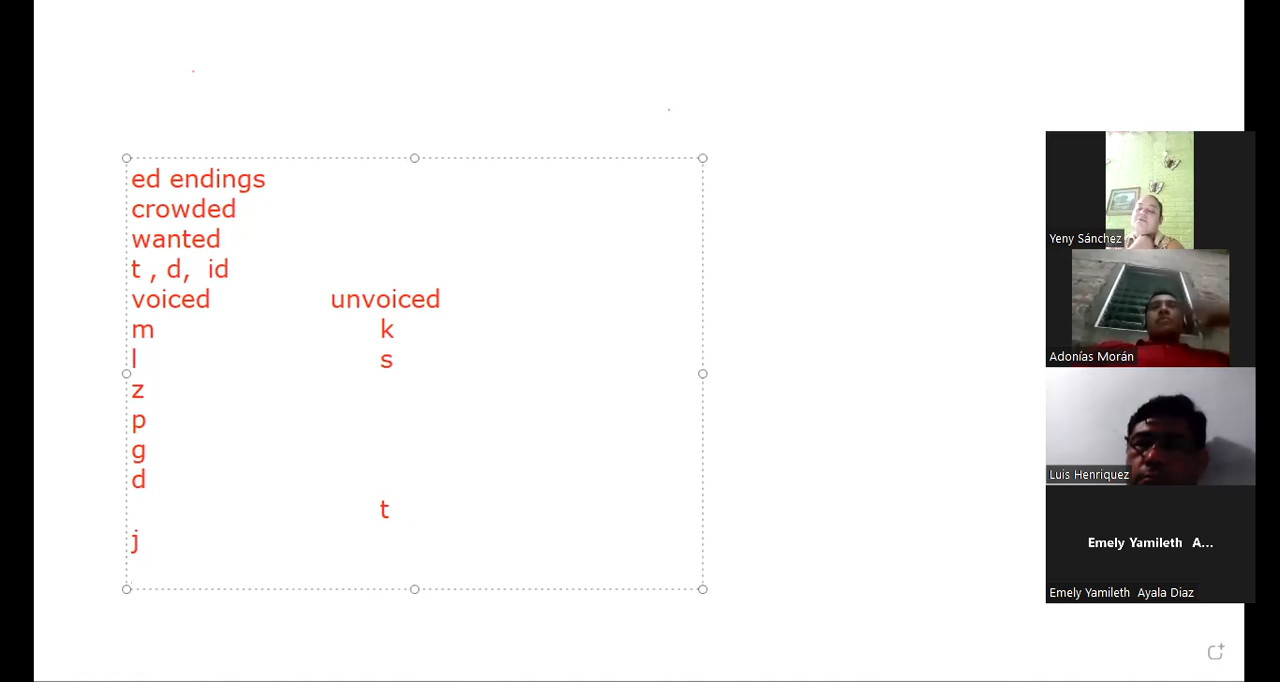 ed endings
crowded
wanted
t , d,  id
voiced unvoiced
m k
l s
z
p
g
d
t
j
Yeny Sánchez
Adonías Morán
Luis Henriquez
Emely Yamileth A...
Emely Yamileth Ayala Diaz